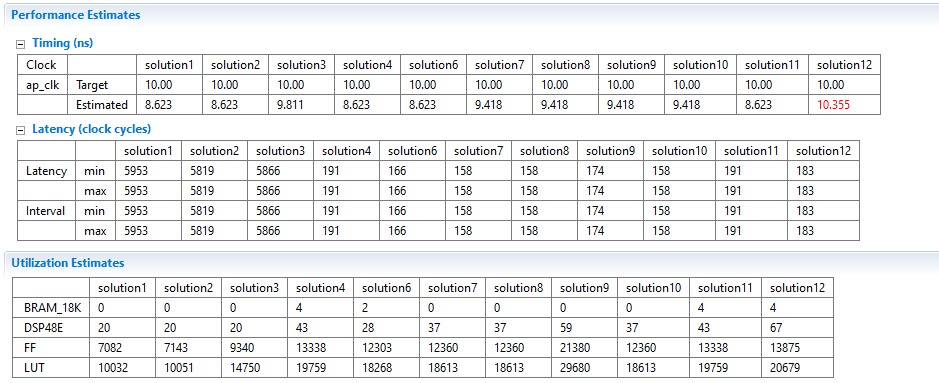 Performance Estimates
Timing (ns)
Clock solution1 solution2 solution3 solution4 solution6 solution7 solution8 solution9 solution10 solution11 solution12
ap_clk Target 10.00 10.00 10.00 10.00 10.00 10.00 10.00 10.00 10.00 10.00 10.00
Estimated 8.623 8.623 9.811 8.623 8.623 9.418 9.418 9.418 9.418 8.623 10.355
Latency (clock cycles)
solution1 solution2 solution3 solution4 solution6 solution7 solution8 solution9 solution10 solution11 solution12
Latency min 5953 5819 5866 191 166 158 158 174 158 191 183
max 5953 5819 5866 191 166 158 158 174 158 191 183
Interval min 5953 5819 5866 191 166 158 158 174 158 191 183
max 5953 5819 5866 191 166 158 158 174 158 191 183
Utilization Estimates
solution1 solution2 solution3 solution4 solution6 solution7 solution8 solution9 solution10 solution11 solution12
BRAM_18K 0 0 0 4 2 0 0 0 0 4 4
DSP48E 20 20 20 43 28 37 37 59 37 43 67
FF 7082 7143 9340 13338 12303 12360 12360 21380 12360 13338 13875
LUT 10032 10051 14750 19759 18268 18613 18613 29680 18613 19759 20679